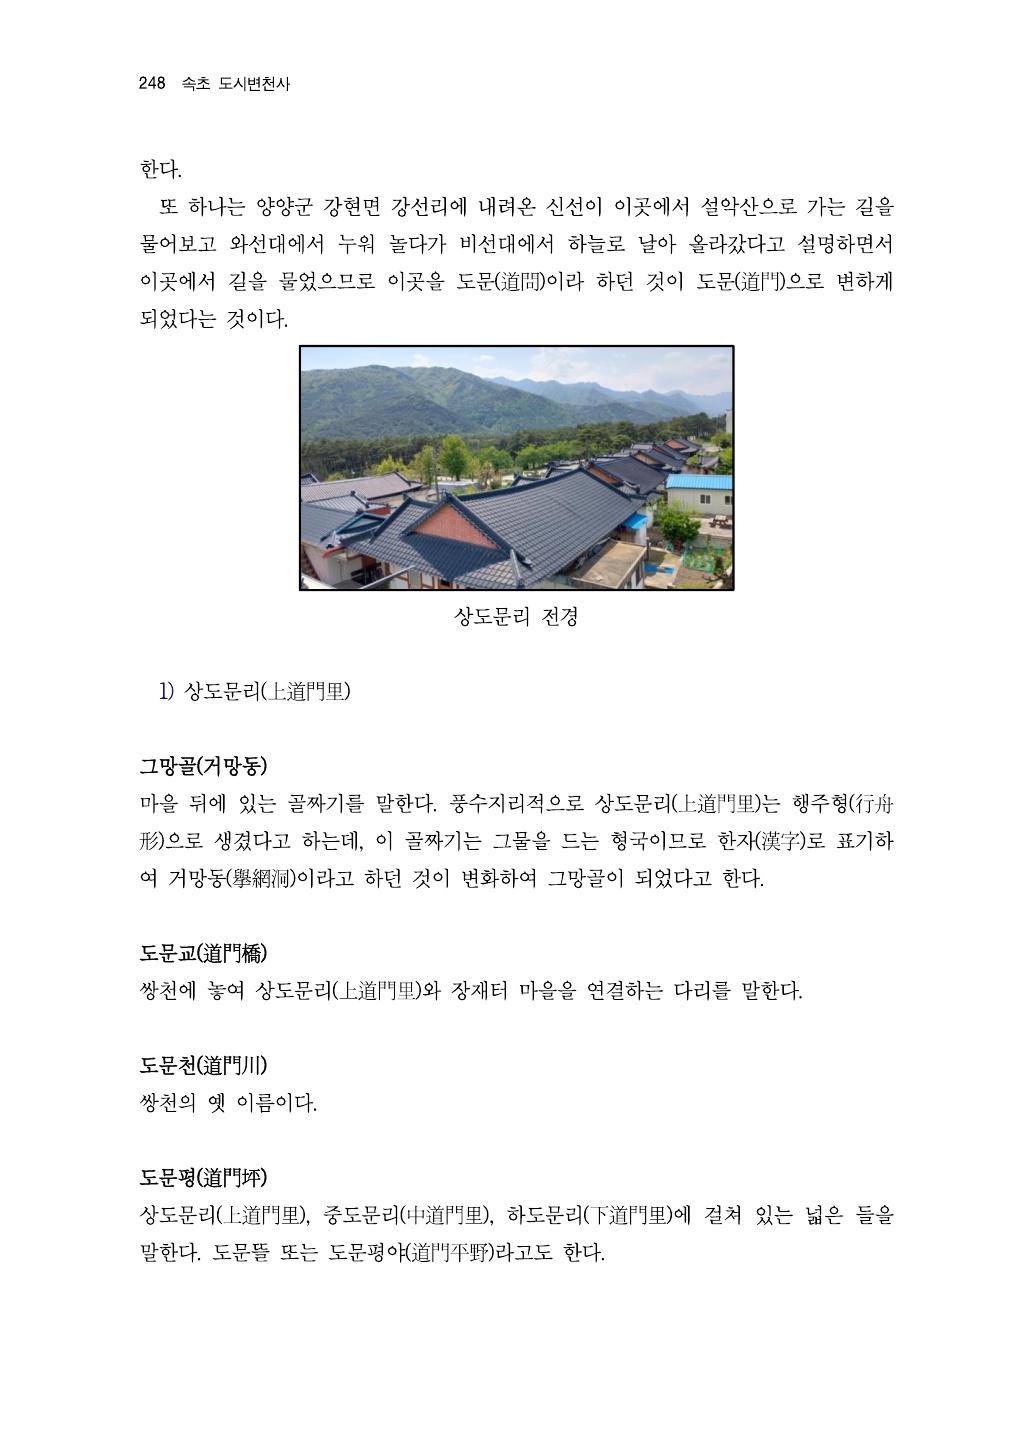 248 속초 도시변천사
한다.
또 하나는 양양군 강현면 강선리에 내려온 신선이 이곳에서 설악산으로 가는 길을
물어보고 와선대에서 누워 놀다가 비선대에서 하늘로 날아 올라갔다고 설명하면서
이곳에서 길을 물었으므로 이곳을 도문(道問)이라 하던 것이 도문(道門)으로 변하게
되었다는 것이다.
상도문리 전경
1) 상도문리(上道門里)
그망골(거망동)
마을 뒤에 있는 골짜기를 말한다. 풍수지리적으로 상도문리(上道門里)는 행주형(行舟
形)으로 생겼다고 하는데, 이 골짜기는 그물을 드는 형국이므로 한자(漢字)로 표기하
여 거망동(擧網洞)이라고 하던 것이 변화하여 그망골이 되었다고 한다.
도문교(道門橋)
쌍천에 놓여 상도문리(上道門里)와 장재터 마을을 연결하는 다리를 말한다.
도문천(道門川)
쌍천의 옛 이름이다.
도문평(道門坪)
상도문리(上道門里), 중도문리(中道門里), 하도문리(下道門里)에 걸쳐 있는 넓은 들을
말한다. 도문뜰 또는 도문평야(道門平野)라고도 한다.